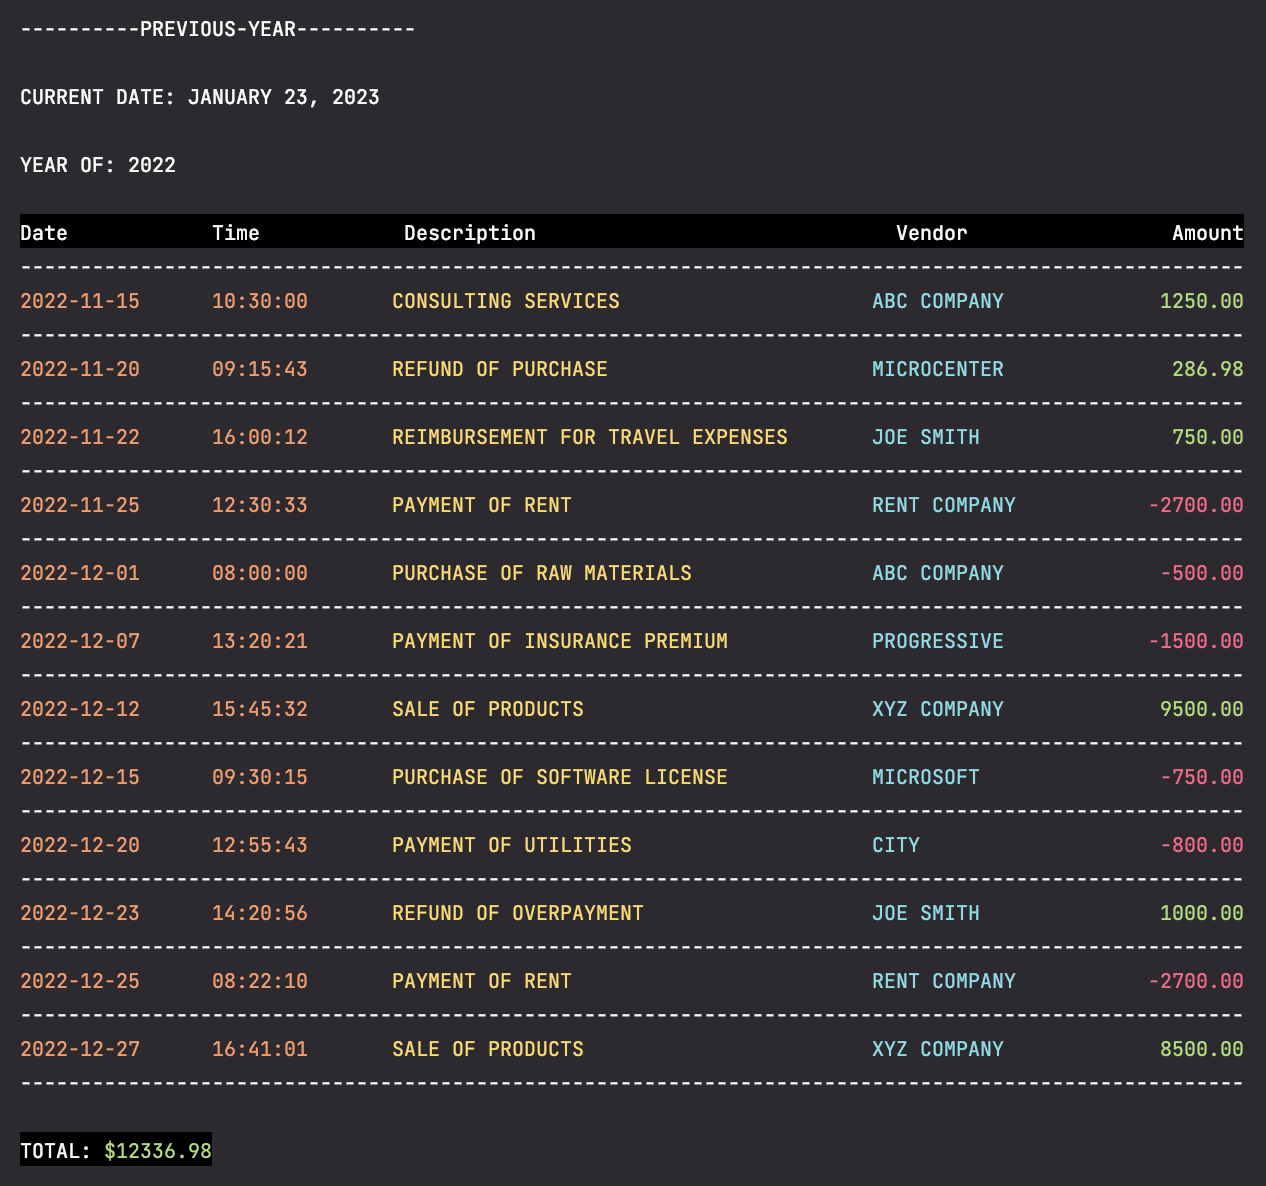 ----------PREVIOUS-YEAR----------
CURRENT DATE: JANUARY 23, 2023
YEAR OF: 2022
Date Time Description Vendor Amount
------------------------------------------------------------------------------------------------------
2022-11-15 10:30:00 CONSULTING SERVICES ABC COMPANY 1250.00
------------------------------------------------------------------------------------------------------
2022-11-20 09:15:43 REFUND OF PURCHASE MICROCENTER 286.98
------------------------------------------------------------------------------------------------------
2022-11-22 16:00:12 REIMBURSEMENT FOR TRAVEL EXPENSES JOE SMITH 750.00
------------------------------------------------------------------------------------------------------
2022-11-25 12:30:33 PAYMENT OF RENT RENT COMPANY -2700.00
------------------------------------------------------------------------------------------------------
2022-12-01 08:00:00 PURCHASE OF RAW MATERIALS ABC COMPANY -500.00
------------------------------------------------------------------------------------------------------
2022-12-07 13:20:21 PAYMENT OF INSURANCE PREMIUM PROGRESSIVE -1500.00
------------------------------------------------------------------------------------------------------
2022-12-12 15:45:32 SALE OF PRODUCTS XYZ COMPANY 9500.00
------------------------------------------------------------------------------------------------------
2022-12-15 09:30:15 PURCHASE OF SOFTWARE LICENSE MICROSOFT -750.00
------------------------------------------------------------------------------------------------------
2022-12-20 12:55:43 PAYMENT OF UTILITIES CITY -800.00
------------------------------------------------------------------------------------------------------
2022-12-23 14:20:56 REFUND OF OVERPAYMENT JOE SMITH 1000.00
------------------------------------------------------------------------------------------------------
2022-12-25 08:22:10 PAYMENT OF RENT RENT COMPANY -2700.00
------------------------------------------------------------------------------------------------------
2022-12-27 16:41:01 SALE OF PRODUCTS XYZ COMPANY 8500.00
------------------------------------------------------------------------------------------------------
TOTAL: $12336.98